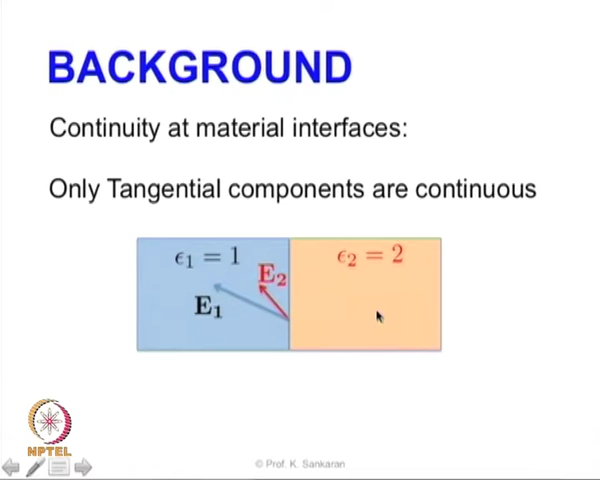 BACKGROUND
Continuity at material interfaces:
Only Tangential components are continuous
ϵ₁ = 1
ϵ₂ = 2
E₂
E₁
NPTEL
© Prof. K. Sankaran